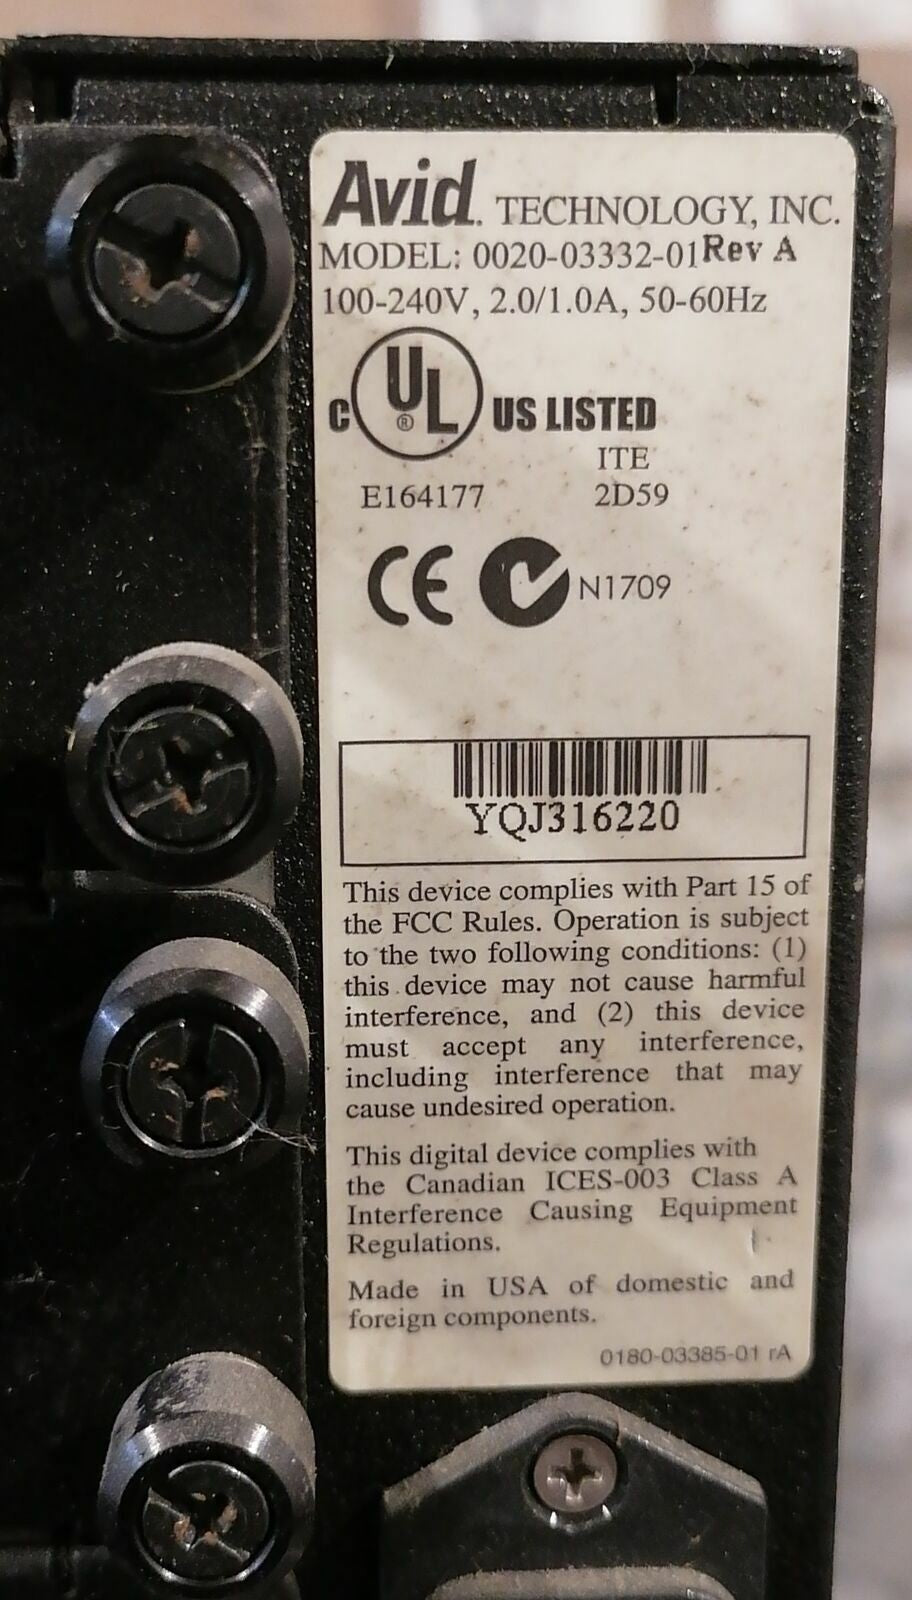 Avid. TECHNOLOGY, INC.
MODEL: 0020-03332-01 Rev A
100-240V, 2.0/1.0A, 50-60Hz
C UL ® US LISTED
ITE
E164177 2D59
CE N1709
YQJ316220
This device complies with Part 15 of
the FCC Rules. Operation is subject
to the two following conditions: (1)
this device may not cause harmful
interference, and (2) this device
must accept any interference,
including interference that may
cause undesired operation.
This digital device complies with
the Canadian ICES-003 Class A
Interference Causing Equipment
Regulations.
Made in USA of domestic and
foreign components.
0180-03385-01 rA